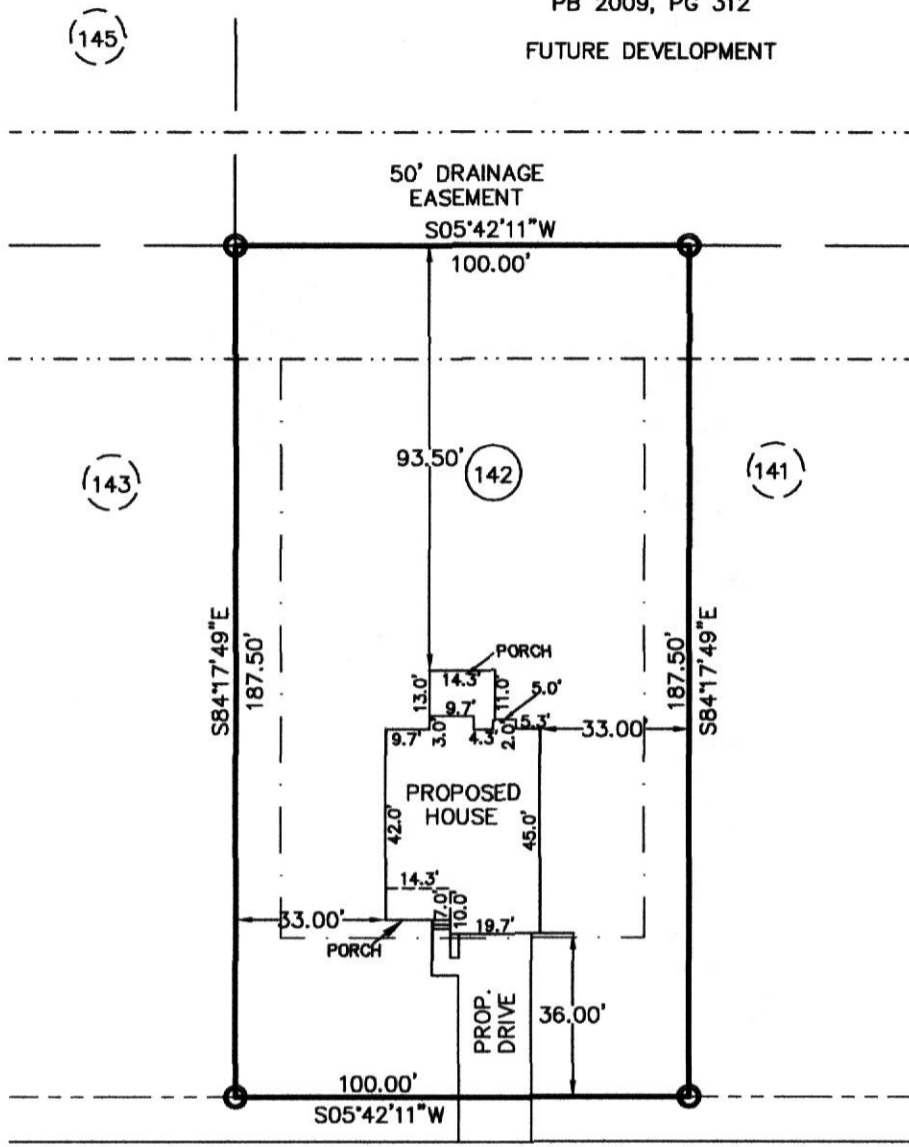 PB 2009, PG 312
145
FUTURE DEVELOPMENT
50' DRAINAGE
EASEMENT
S05°42'11"W
100.00'
93.50'
142
143
141
S84°17'49"E
187.50'
187.50'
S84°17'49"E
PORCH
14.3'
13.0'
11.0'
5.0'
9.7'
9.7'
3.0'
4.3'
2.0'
5.3'
33.00'
PROPOSED
HOUSE
42.0'
45.0'
14.3'
7.0'
10.0'
33.00'
19.7'
PORCH
PROP.
DRIVE
36.00'
100.00'
S05°42'11"W